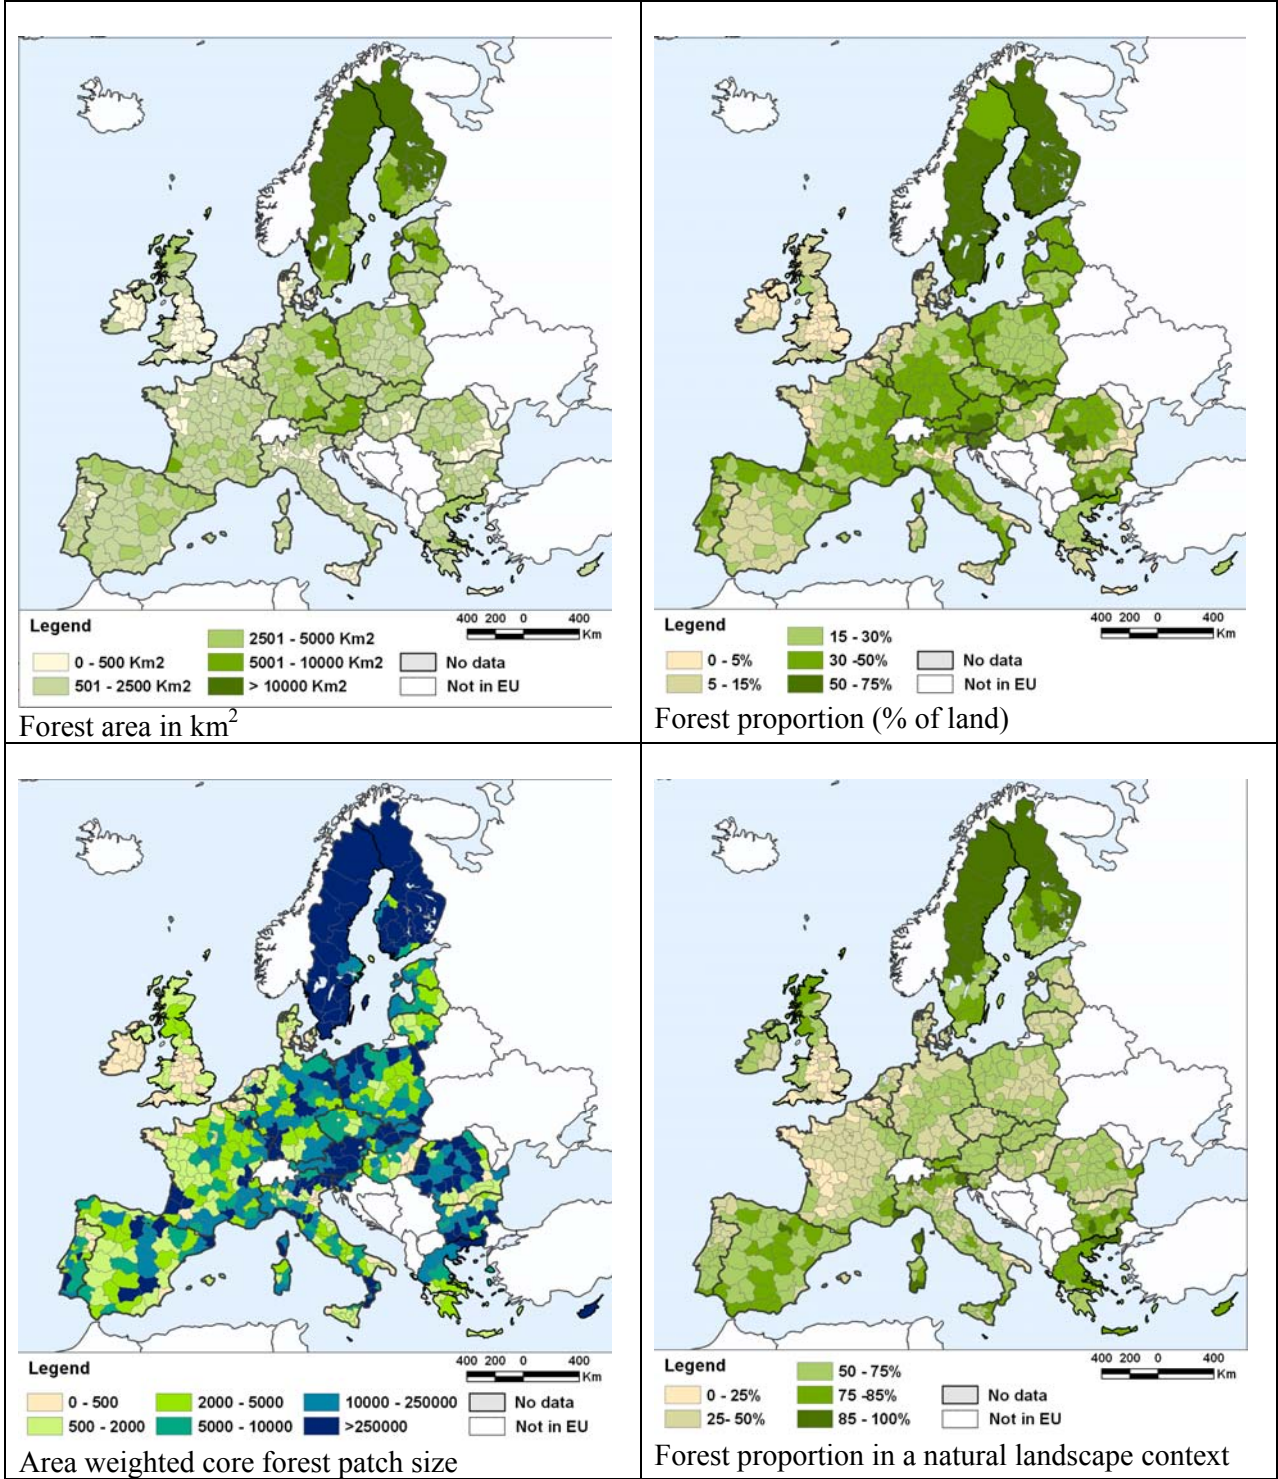 400 200 0 400
Km
Legend
0 - 500 Km2
501 - 2500 Km2
2501 - 5000 Km2
5001 - 10000 Km2
> 10000 Km2
No data
Not in EU
Forest area in km2
400 200 0 400
Km
Legend
0 - 5%
5 - 15%
15 - 30%
30 -50%
50 - 75%
No data
Not in EU
Forest proportion (% of land)
400 200 0 400
Km
Legend
0 - 500
500 - 2000
2000 - 5000
5000 - 10000
10000 - 250000
>250000
No data
Not in EU
Area weighted core forest patch size
400 200 0 400
Km
Legend
0 - 25%
25- 50%
50 - 75%
75 -85%
85 - 100%
No data
Not in EU
Forest proportion in a natural landscape context